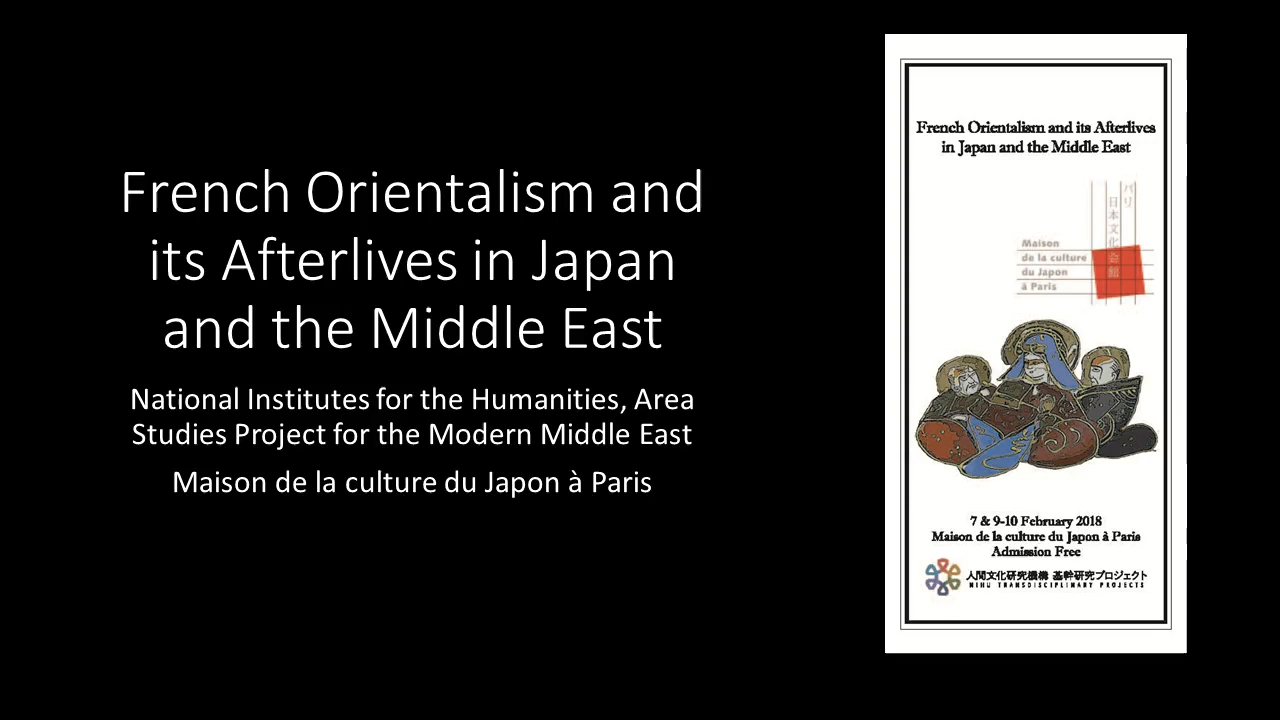 French Orientalism and
its Afterlives in Japan
and the Middle East
National Institutes for the Humanities, Area
Studies Project for the Modern Middle East
Maison de la culture du Japon à Paris
French Orientalism and its Afterlives
in Japan and the Middle East
パリ
日本文化会館
Maison
de la culture
du Japon
à Paris
7 & 9-10 February 2018
Maison de la culture du Japon à Paris
Admission Free
人間文化研究機構 基幹研究プロジェクト
NIHU TRANSDISCIPLINARY PROJECTS